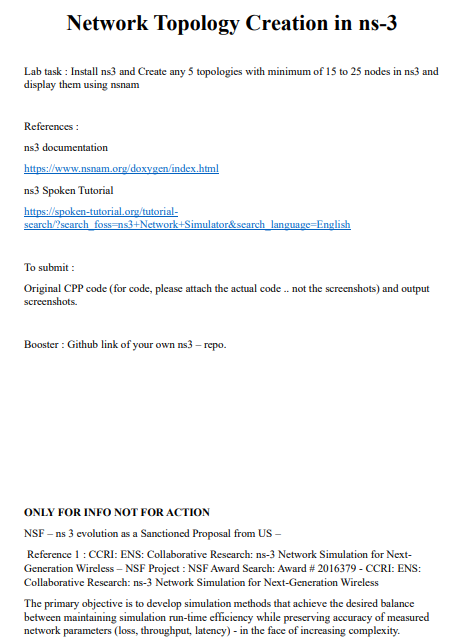 Network Topology Creation in ns-3
Lab task : Install ns3 and Create any 5 topologies with minimum of 15 to 25 nodes in ns3 and
display them using nsnam
References :
ns3 documentation
https://www.nsnam.org/doxygen/index.html
ns3 Spoken Tutorial
https://spoken-tutorial.org/tutorial-
search/?search_foss=ns3+Network+Simulator&search_language=English
To submit :
Original CPP code (for code, please attach the actual code .. not the screenshots) and output
screenshots.
Booster : Github link of your own ns3 – repo.
ONLY FOR INFO NOT FOR ACTION
NSF – ns 3 evolution as a Sanctioned Proposal from US –
Reference 1 : CCRI: ENS: Collaborative Research: ns-3 Network Simulation for Next-
Generation Wireless – NSF Project : NSF Award Search: Award # 2016379 - CCRI: ENS:
Collaborative Research: ns-3 Network Simulation for Next-Generation Wireless
The primary objective is to develop simulation methods that achieve the desired balance
between maintaining simulation run-time efficiency while preserving accuracy of measured
network parameters (loss, throughput, latency) - in the face of increasing complexity.